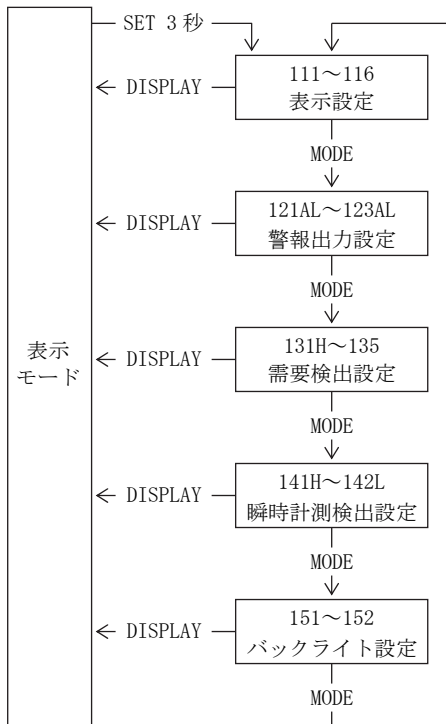 SET 3 秒
111～116
表示設定
DISPLAY
MODE
121AL～123AL
警報出力設定
DISPLAY
MODE
131H～135
需要検出設定
DISPLAY
表示
モード
MODE
141H～142L
瞬時計測検出設定
DISPLAY
MODE
151～152
バックライト設定
DISPLAY
MODE